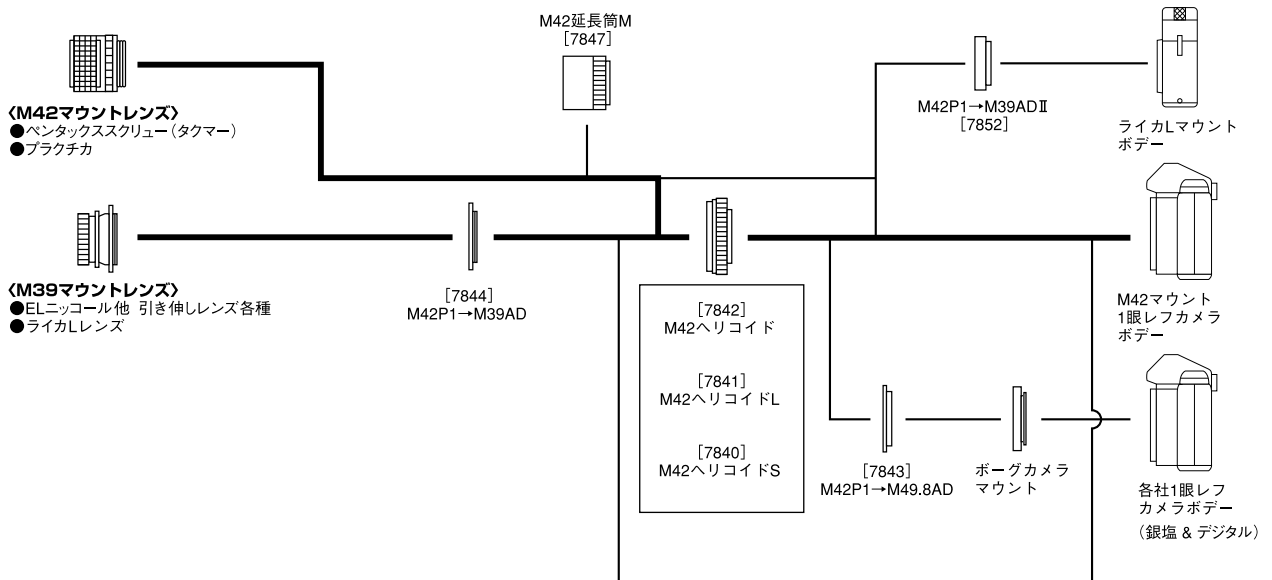 M42延長筒M
[7847]
〈M42マウントレンズ〉
●ペンタックススクリュー(タクマー)
●プラクチカ
M42P1→M39ADⅡ
[7852]
ライカLマウント
ボデー
〈M39マウントレンズ〉
●ELニッコール他 引き伸しレンズ各種
●ライカLレンズ
[7844]
M42P1→M39AD
[7842]
M42ヘリコイド
[7841]
M42ヘリコイドL
[7840]
M42ヘリコイドS
M42マウント
1眼レフカメラ
ボデー
[7843]
M42P1→M49.8AD
ボーグカメラ
マウント
各社1眼レフ
カメラボデー
(銀塩 & デジタル)